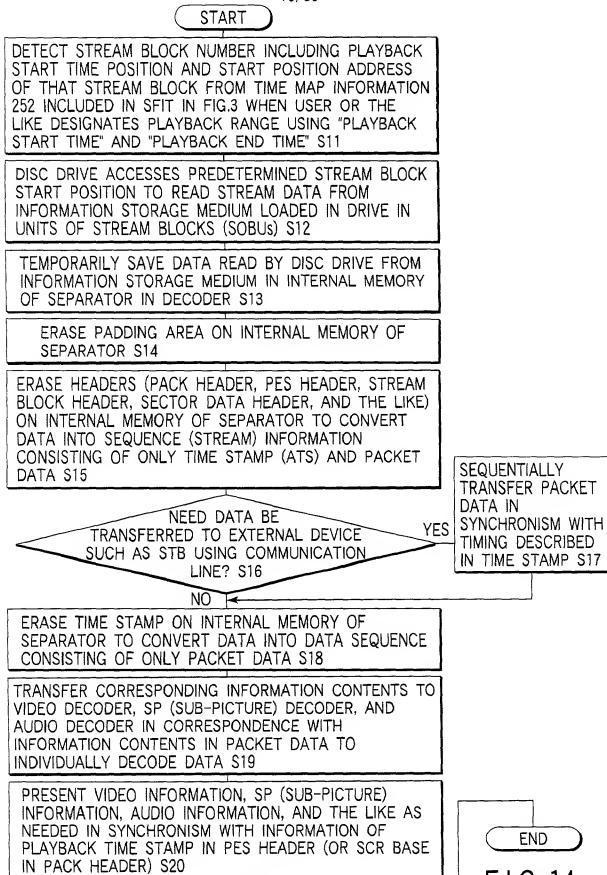 START
DETECT STREAM BLOCK NUMBER INCLUDING PLAYBACK
START TIME POSITION AND START POSITION ADDRESS
OF THAT STREAM BLOCK FROM TIME MAP INFORMATION
252 INCLUDED IN SFIT IN FIG.3 WHEN USER OR THE
LIKE DESIGNATES PLAYBACK RANGE USING "PLAYBACK
START TIME" AND "PLAYBACK END TIME" S11
DISC DRIVE ACCESSES PREDETERMINED STREAM BLOCK
START POSITION TO READ STREAM DATA FROM
INFORMATION STORAGE MEDIUM LOADED IN DRIVE IN
UNITS OF STREAM BLOCKS (SOBUs) S12
TEMPORARILY SAVE DATA READ BY DISC DRIVE FROM
INFORMATION STORAGE MEDIUM IN INTERNAL MEMORY
OF SEPARATOR IN DECODER S13
ERASE PADDING AREA ON INTERNAL MEMORY OF
SEPARATOR S14
ERASE HEADERS (PACK HEADER, PES HEADER, STREAM
BLOCK HEADER, SECTOR DATA HEADER, AND THE LIKE)
ON INTERNAL MEMORY OF SEPARATOR TO CONVERT
DATA INTO SEQUENCE (STREAM) INFORMATION
CONSISTING OF ONLY TIME STAMP (ATS) AND PACKET
DATA S15
NEED DATA BE
TRANSFERRED TO EXTERNAL DEVICE
SUCH AS STB USING COMMUNICATION
LINE? S16
YES
SEQUENTIALLY
TRANSFER PACKET
DATA IN
SYNCHRONISM WITH
TIMING DESCRIBED
IN TIME STAMP S17
NO
ERASE TIME STAMP ON INTERNAL MEMORY OF
SEPARATOR TO CONVERT DATA INTO DATA SEQUENCE
CONSISTING OF ONLY PACKET DATA S18
TRANSFER CORRESPONDING INFORMATION CONTENTS TO
VIDEO DECODER, SP (SUB-PICTURE) DECODER, AND
AUDIO DECODER IN CORRESPONDENCE WITH
INFORMATION CONTENTS IN PACKET DATA TO
INDIVIDUALLY DECODE DATA S19
PRESENT VIDEO INFORMATION, SP (SUB-PICTURE)
INFORMATION, AUDIO INFORMATION, AND THE LIKE AS
NEEDED IN SYNCHRONISM WITH INFORMATION OF
PLAYBACK TIME STAMP IN PES HEADER (OR SCR BASE
IN PACK HEADER) S20
END
FIG. 14